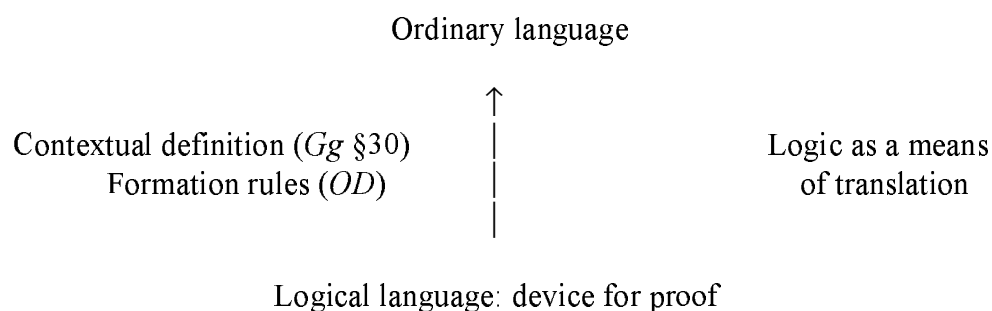 Ordinary language
Contextual definition (Gg §30)
Formation rules (OD)
Logic as a means
of translation
Logical language: device for proof